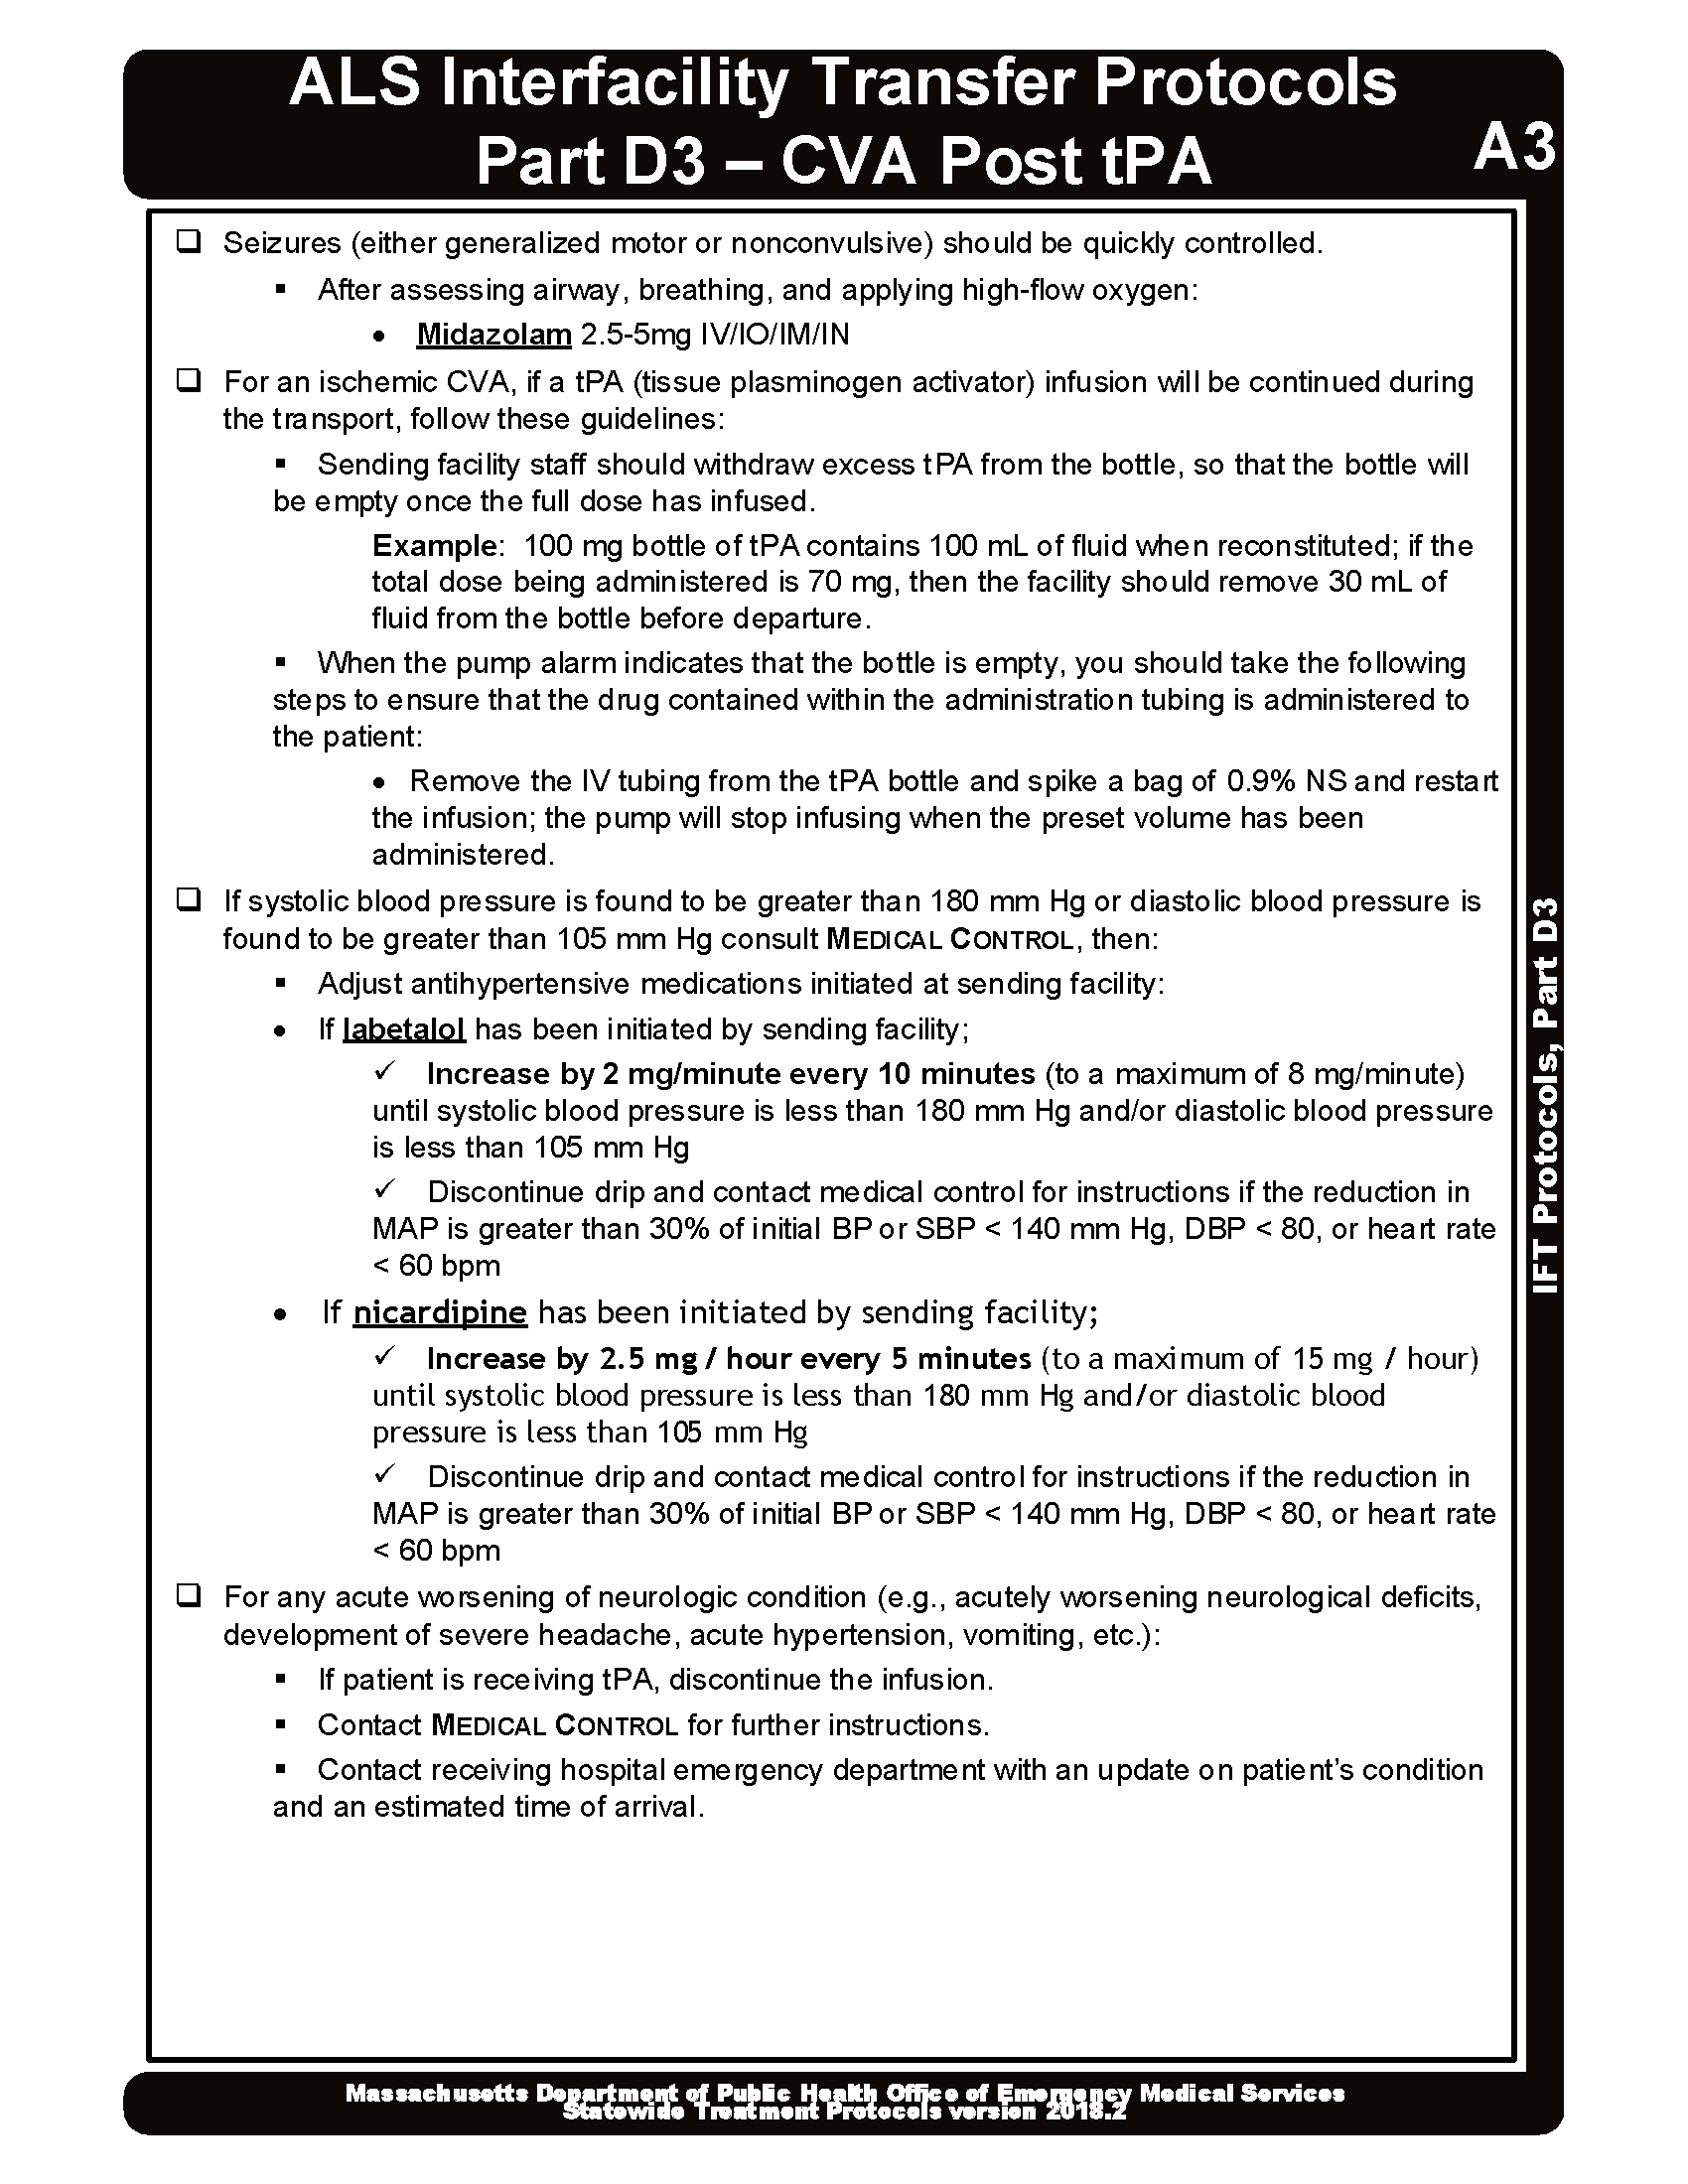 ALS Interfacility Transfer Protocols
Part D3 – CVA Post tPA
A3
❑ Seizures (either generalized motor or nonconvulsive) should be quickly controlled.
▪ After assessing airway, breathing, and applying high-flow oxygen:
• Midazolam 2.5-5mg IV/IO/IM/IN
❑ For an ischemic CVA, if a tPA (tissue plasminogen activator) infusion will be continued during
the transport, follow these guidelines:
▪ Sending facility staff should withdraw excess tPA from the bottle, so that the bottle will
be empty once the full dose has infused.
Example: 100 mg bottle of tPA contains 100 mL of fluid when reconstituted; if the
total dose being administered is 70 mg, then the facility should remove 30 mL of
fluid from the bottle before departure.
▪ When the pump alarm indicates that the bottle is empty, you should take the following
steps to ensure that the drug contained within the administration tubing is administered to
the patient:
• Remove the IV tubing from the tPA bottle and spike a bag of 0.9% NS and restart
the infusion; the pump will stop infusing when the preset volume has been
administered.
❑ If systolic blood pressure is found to be greater than 180 mm Hg or diastolic blood pressure is
found to be greater than 105 mm Hg consult MEDICAL CONTROL, then:
▪ Adjust antihypertensive medications initiated at sending facility:
• If labetalol has been initiated by sending facility;
✓ Increase by 2 mg/minute every 10 minutes (to a maximum of 8 mg/minute)
until systolic blood pressure is less than 180 mm Hg and/or diastolic blood pressure
is less than 105 mm Hg
✓ Discontinue drip and contact medical control for instructions if the reduction in
MAP is greater than 30% of initial BP or SBP < 140 mm Hg, DBP < 80, or heart rate
< 60 bpm
• If nicardipine has been initiated by sending facility;
✓ Increase by 2.5 mg / hour every 5 minutes (to a maximum of 15 mg / hour)
until systolic blood pressure is less than 180 mm Hg and/or diastolic blood
pressure is less than 105 mm Hg
✓ Discontinue drip and contact medical control for instructions if the reduction in
MAP is greater than 30% of initial BP or SBP < 140 mm Hg, DBP < 80, or heart rate
< 60 bpm
❑ For any acute worsening of neurologic condition (e.g., acutely worsening neurological deficits,
development of severe headache, acute hypertension, vomiting, etc.):
▪ If patient is receiving tPA, discontinue the infusion.
▪ Contact MEDICAL CONTROL for further instructions.
▪ Contact receiving hospital emergency department with an update on patient’s condition
and an estimated time of arrival.
IFT Protocols, Part D3
Massachusetts Department of Public Health Office of Emergency Medical Services
Statewide Treatment Protocols version 2018.2